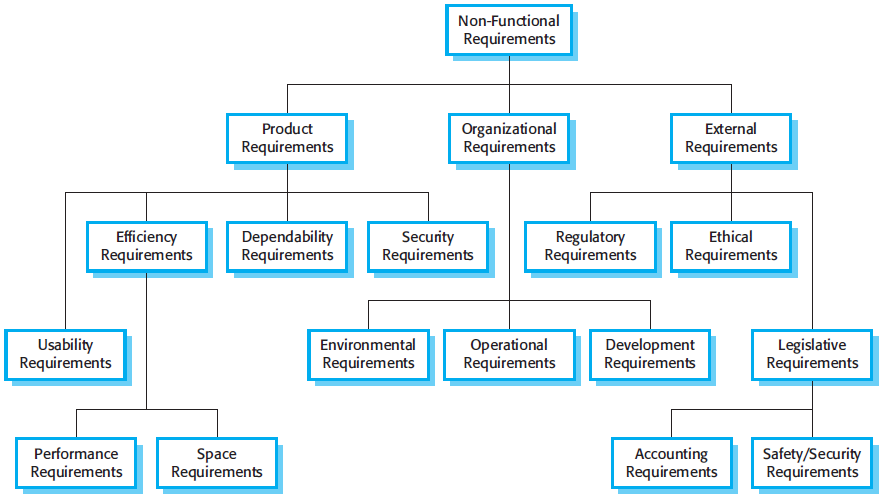 Non-Functional
Requirements
Product
Requirements
Organizational
Requirements
External
Requirements
Efficiency
Requirements
Dependability
Requirements
Security
Requirements
Regulatory
Requirements
Ethical
Requirements
Usability
Requirements
Environmental
Requirements
Operational
Requirements
Development
Requirements
Legislative
Requirements
Performance
Requirements
Space
Requirements
Accounting
Requirements
Safety/Security
Requirements